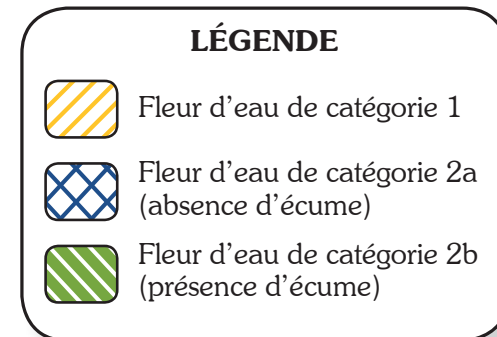 LÉGENDE
Fleur d’eau de catégorie 1
Fleur d’eau de catégorie 2a
(absence d’écume)
Fleur d’eau de catégorie 2b
(présence d’écume)